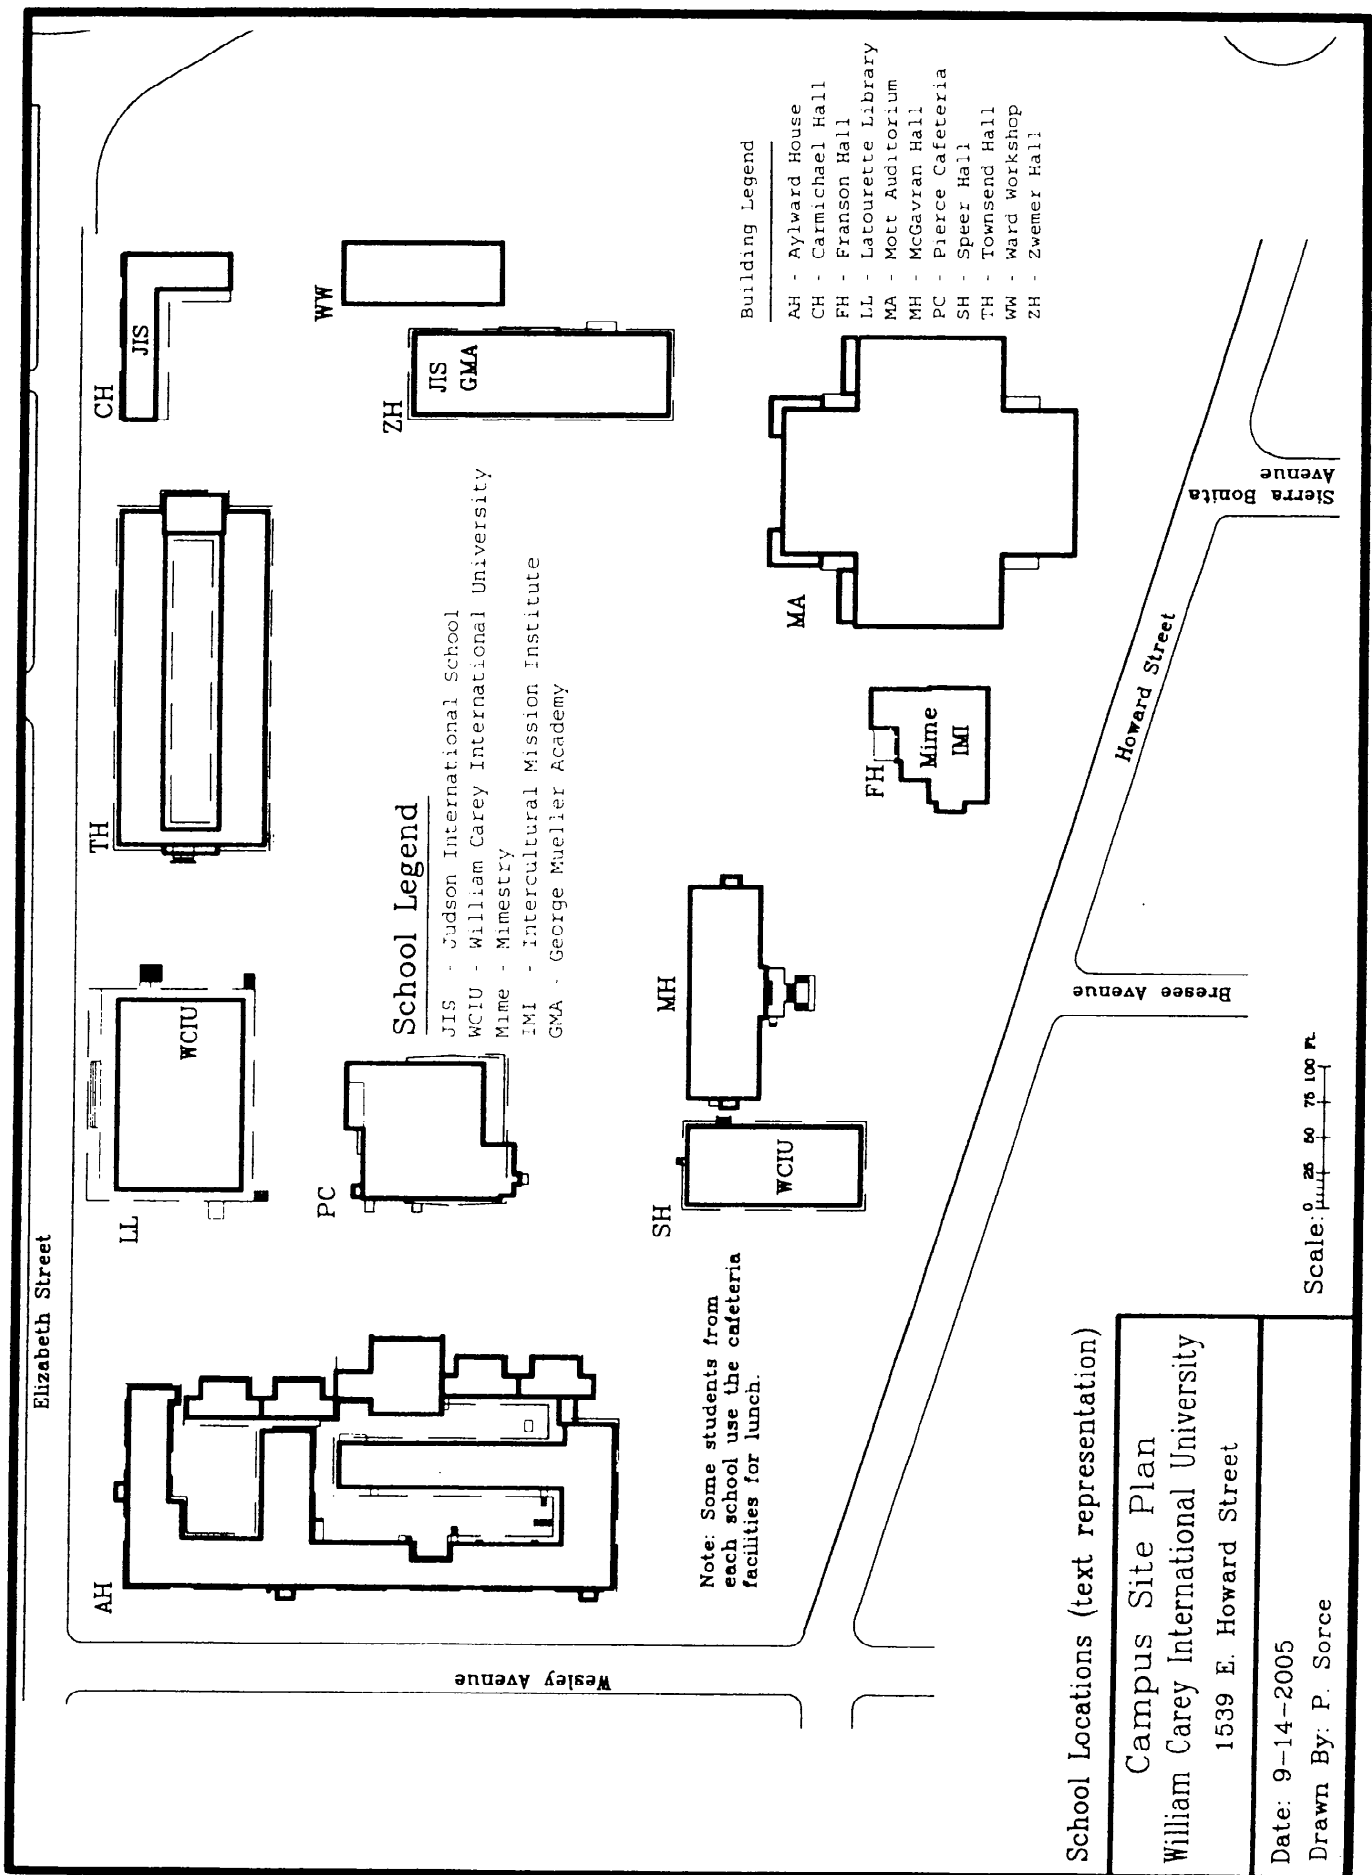 Elizabeth Street
Wesley Avenue
AH
LL
WCIU
TH
CH
JIS
PC
School Legend
JIS - Judson International School
WCIU - William Carey International University
Mime - Mimestry
IMI - Intercultural Mission Institute
GMA - George Mueller Academy
ZH
JIS
GMA
WW
Note: Some students from
each school use the cafeteria
facilities for lunch.
SH
WCIU
MH
FH
Mime
IMI
MA
Building Legend
AH - Aylward House
CH - Carmichael Hall
FH - Franson Hall
LL - Latourette Library
MA - Mott Auditorium
MH - McGavran Hall
PC - Pierce Cafeteria
SH - Speer Hall
TH - Townsend Hall
WW - Ward Workshop
ZH - Zwemer Hall
Howard Street
Bresee Avenue
Sierra Bonita
Avenue
School Locations (text representation)
Campus Site Plan
William Carey International University
1539 E. Howard Street
Date: 9-14-2005
Drawn By: P. Sorce
Scale: 0 25 50 75 100 Ft.